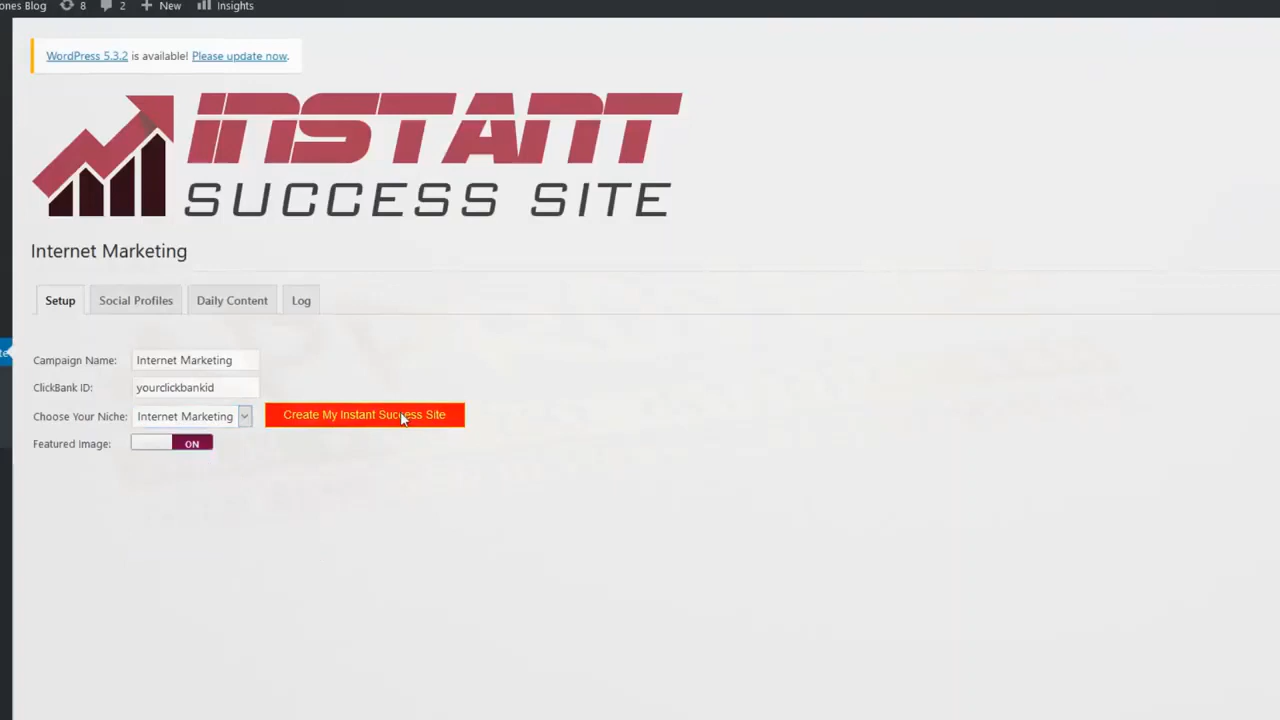 ones Blog 8 2 New Insights
WordPress 5.3.2 is available! Please update now.
INSTANT
SUCCESS SITE
Internet Marketing
Setup Social Profiles Daily Content Log
Campaign Name: Internet Marketing
ClickBank ID: yourclickbankid
Choose Your Niche: Internet Marketing Create My Instant Success Site
Featured Image: ON